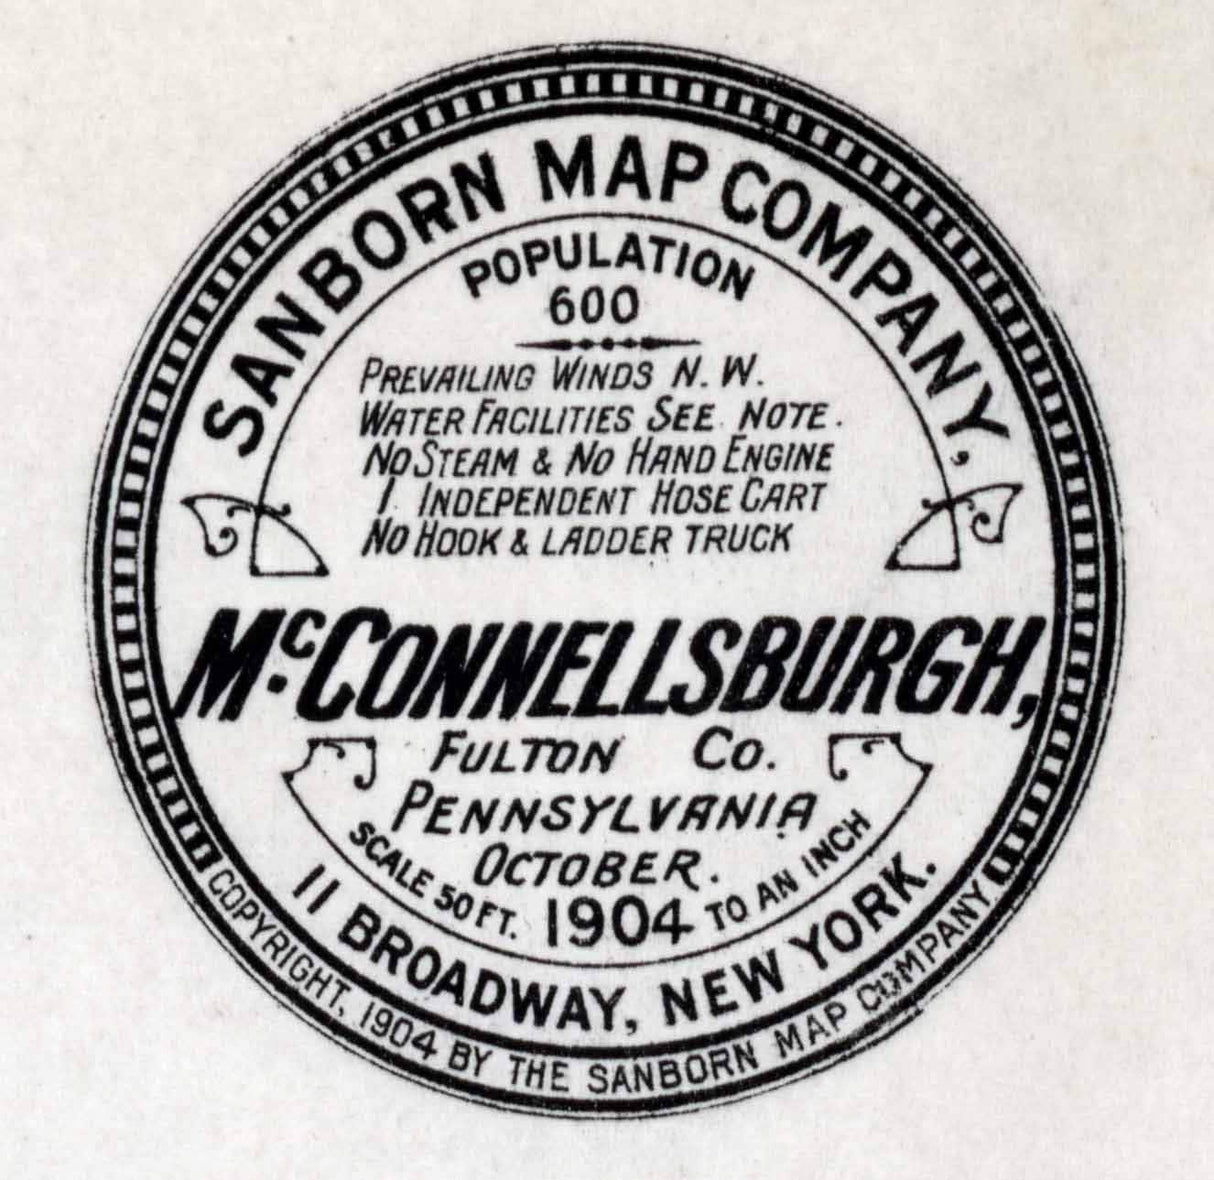 SANBORN MAP COMPANY,
POPULATION
600
PREVAILING WINDS N. W.
WATER FACILITIES SEE NOTE.
NO STEAM & NO HAND ENGINE
1 INDEPENDENT HOSE CART
NO HOOK & LADDER TRUCK
McCONNELLSBURGH,
FULTON CO.
PENNSYLVANIA
OCTOBER.
1904
SCALE 50 FT. TO AN INCH
11 BROADWAY, NEW YORK.
COPYRIGHT, 1904 BY THE SANBORN MAP COMPANY